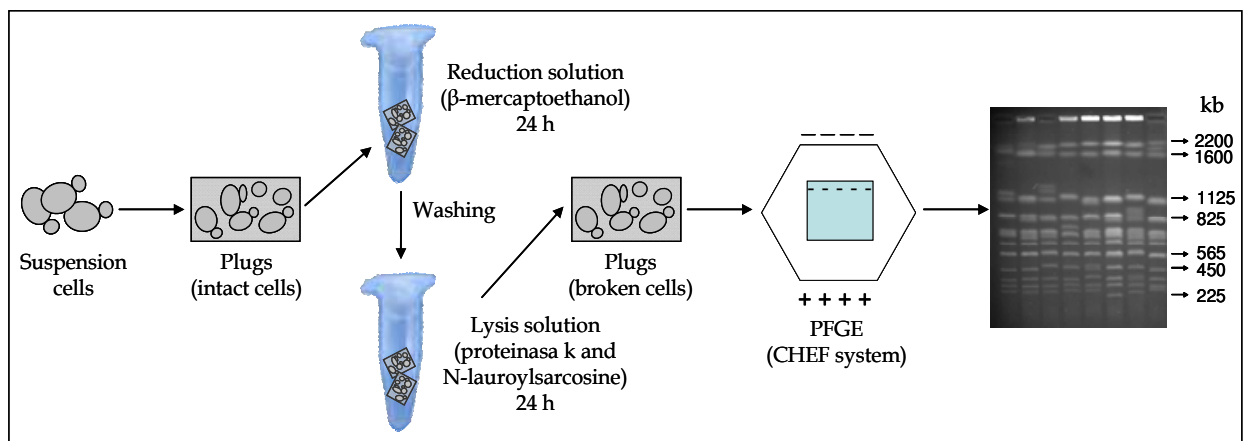 Suspension
cells
Plugs
(intact cells)
Reduction solution
(β-mercaptoethanol)
24 h
Washing
Lysis solution
(proteinasa k and
N-lauroylsarcosine)
24 h
Plugs
(broken cells)
− − − −
+ + + +
PFGE
(CHEF system)
kb
2200
1600
1125
825
565
450
225